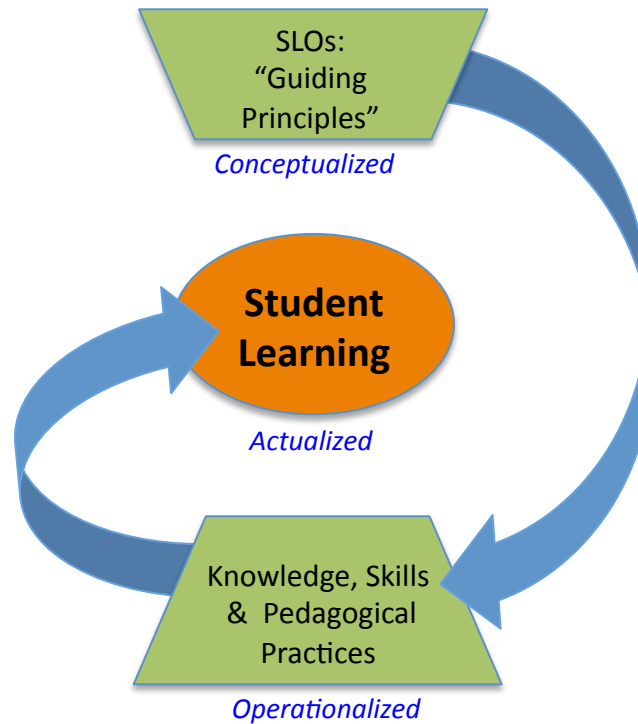 SLOs:
“Guiding
Principles”
Conceptualized
Student
Learning
Actualized
Knowledge, Skills
& Pedagogical
Practices
Operationalized